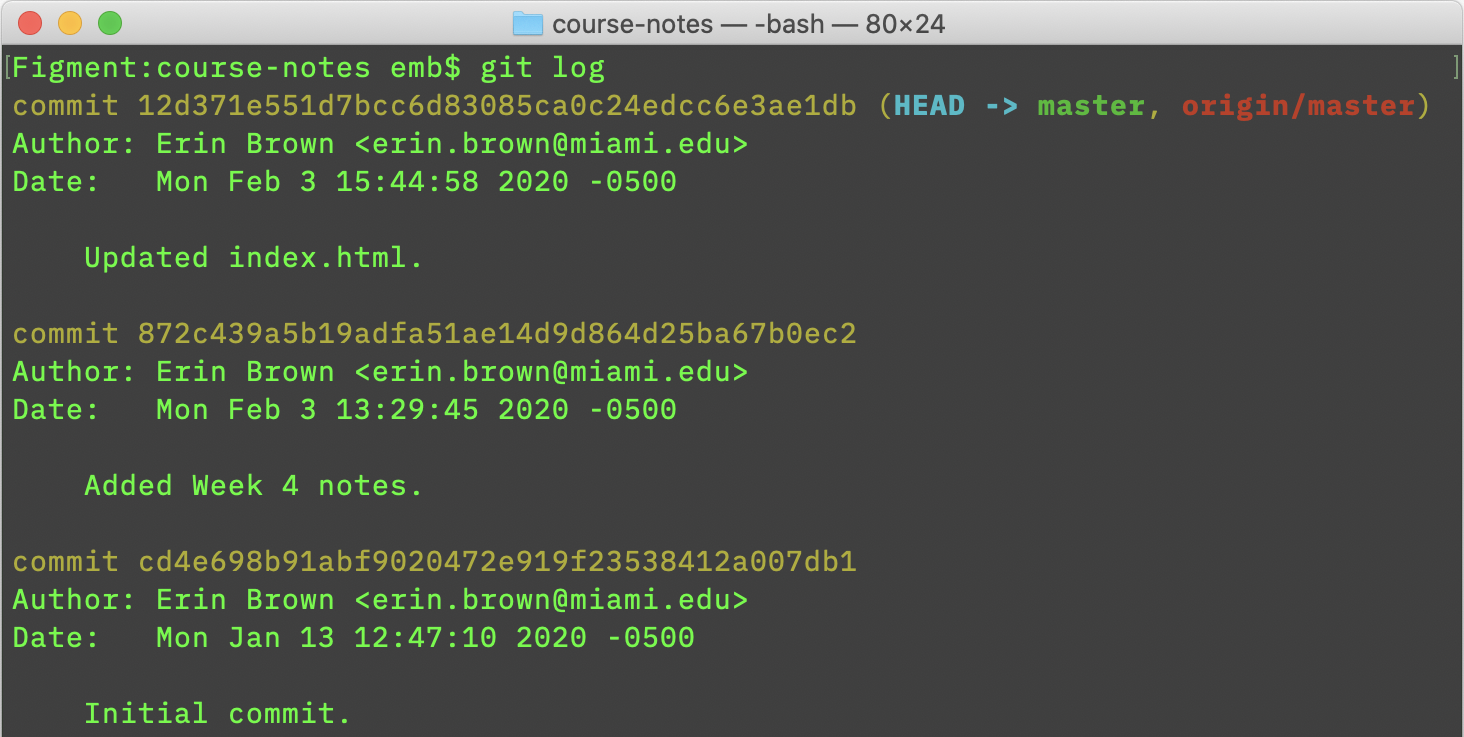 course-notes — -bash — 80×24
[Figment:course-notes emb$ git log ]
commit 12d371e551d7bcc6d83085ca0c24edcc6e3ae1db (HEAD -> master, origin/master)
Author: Erin Brown <erin.brown@miami.edu>
Date:   Mon Feb 3 15:44:58 2020 -0500
    Updated index.html.
commit 872c439a5b19adfa51ae14d9d864d25ba67b0ec2
Author: Erin Brown <erin.brown@miami.edu>
Date:   Mon Feb 3 13:29:45 2020 -0500
    Added Week 4 notes.
commit cd4e698b91abf9020472e919f23538412a007db1
Author: Erin Brown <erin.brown@miami.edu>
Date:   Mon Jan 13 12:47:10 2020 -0500
    Initial commit.